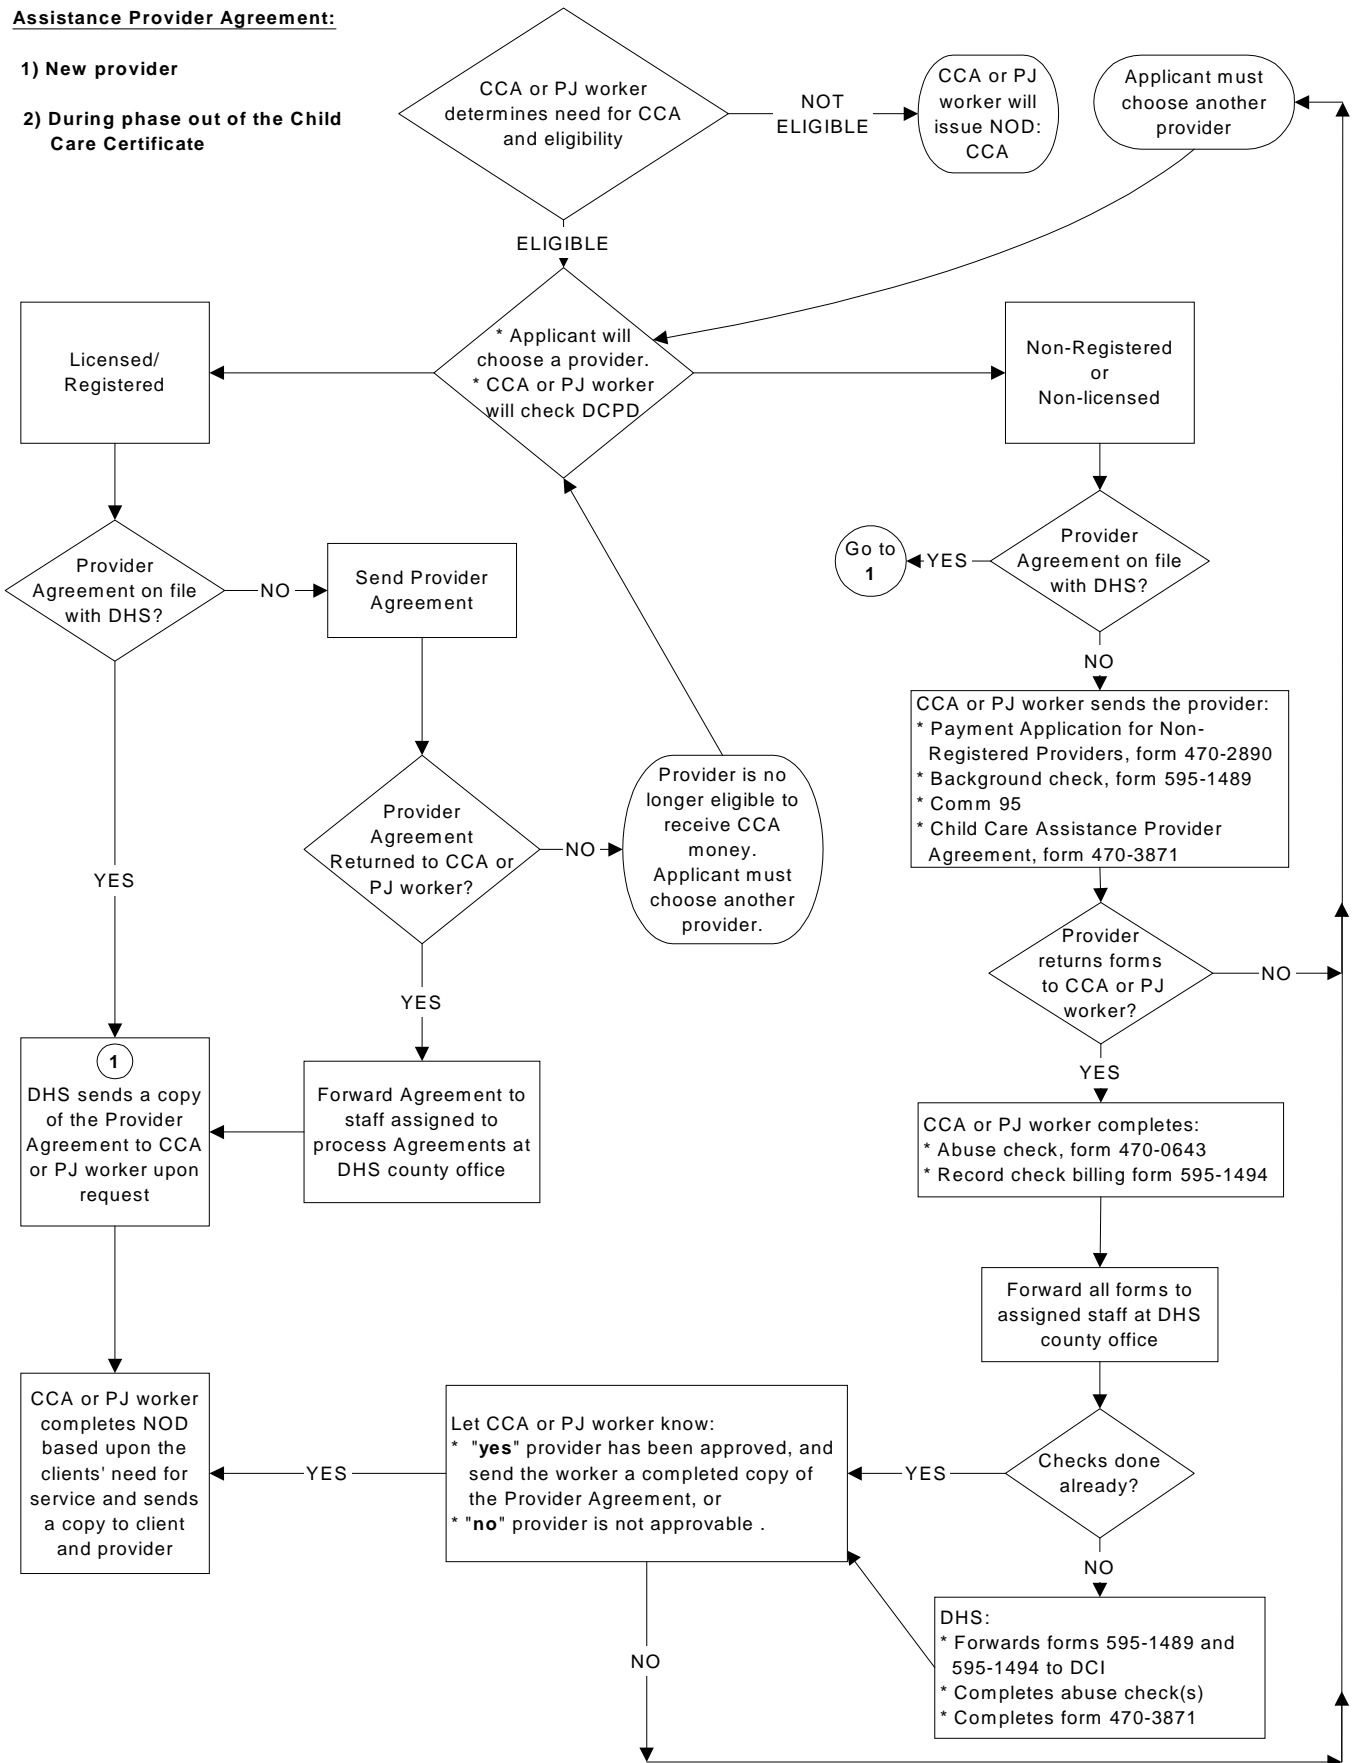 Assistance Provider Agreement:
1) New provider
2) During phase out of the Child
Care Certificate
CCA or PJ worker
determines need for CCA
and eligibility
NOT
ELIGIBLE
CCA or PJ
worker will
issue NOD:
CCA
Applicant must
choose another
provider
ELIGIBLE
* Applicant will
choose a provider.
* CCA or PJ worker
will check DCPD
Licensed/
Registered
Non-Registered
or
Non-licensed
Provider
Agreement on file
with DHS?
NO
Send Provider
Agreement
Go to
1
YES
Provider
Agreement on file
with DHS?
NO
YES
Provider
Agreement
Returned to CCA or
PJ worker?
NO
Provider is no
longer eligible to
receive CCA
money.
Applicant must
choose another
provider.
CCA or PJ worker sends the provider:
* Payment Application for Non-
Registered Providers, form 470-2890
* Background check, form 595-1489
* Comm 95
* Child Care Assistance Provider
Agreement, form 470-3871
Provider
returns forms
to CCA or PJ
worker?
NO
YES
YES
1
DHS sends a copy
of the Provider
Agreement to CCA
or PJ worker upon
request
Forward Agreement to
staff assigned to
process Agreements at
DHS county office
CCA or PJ worker completes:
* Abuse check, form 470-0643
* Record check billing form 595-1494
Forward all forms to
assigned staff at DHS
county office
CCA or PJ worker
completes NOD
based upon the
clients' need for
service and sends
a copy to client
and provider
YES
Let CCA or PJ worker know:
* "yes" provider has been approved, and
send the worker a completed copy of
the Provider Agreement, or
* "no" provider is not approvable .
YES
Checks done
already?
NO
NO
DHS:
* Forwards forms 595-1489 and
595-1494 to DCI
* Completes abuse check(s)
* Completes form 470-3871